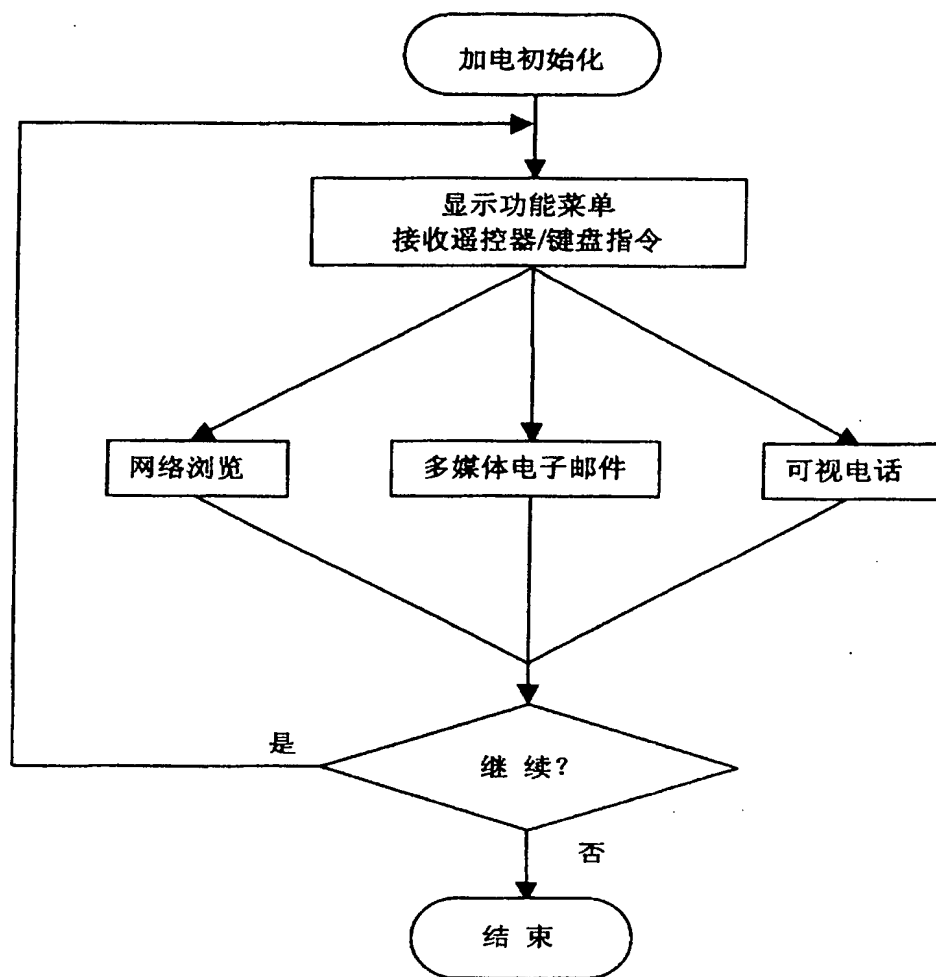 加电初始化
显示功能菜单
接收遥控器/键盘指令
网络浏览
多媒体电子邮件
可视电话
是
继 续?
否
结 束